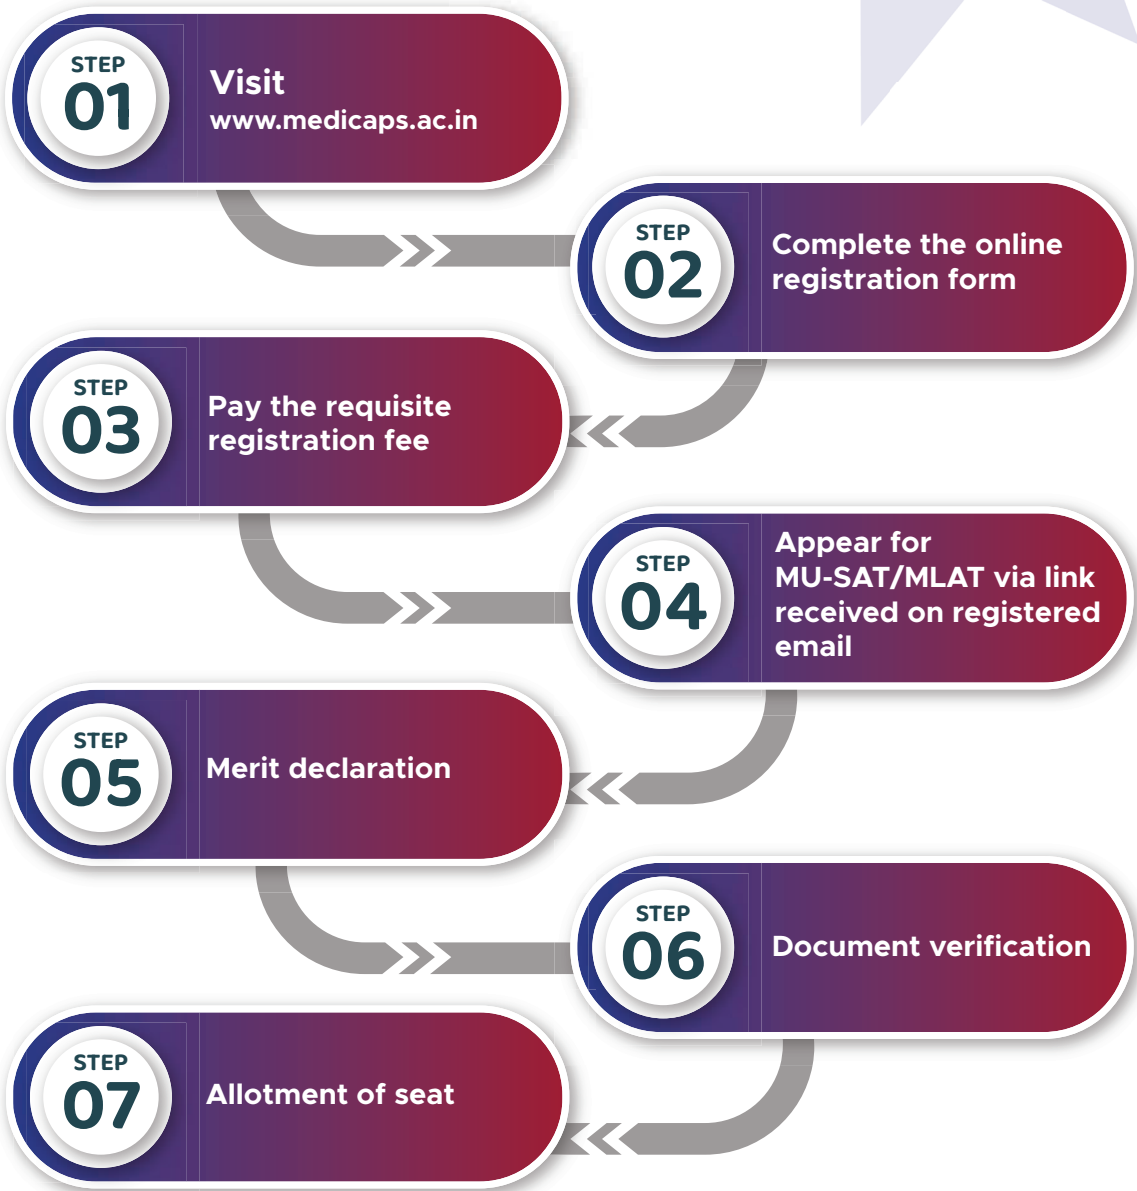 STEP
01
Visit
www.medicaps.ac.in
STEP
02
Complete the online
registration form
STEP
03
Pay the requisite
registration fee
STEP
04
Appear for
MU-SAT/MLAT via link
received on registered
email
STEP
05
Merit declaration
STEP
06
Document verification
STEP
07
Allotment of seat